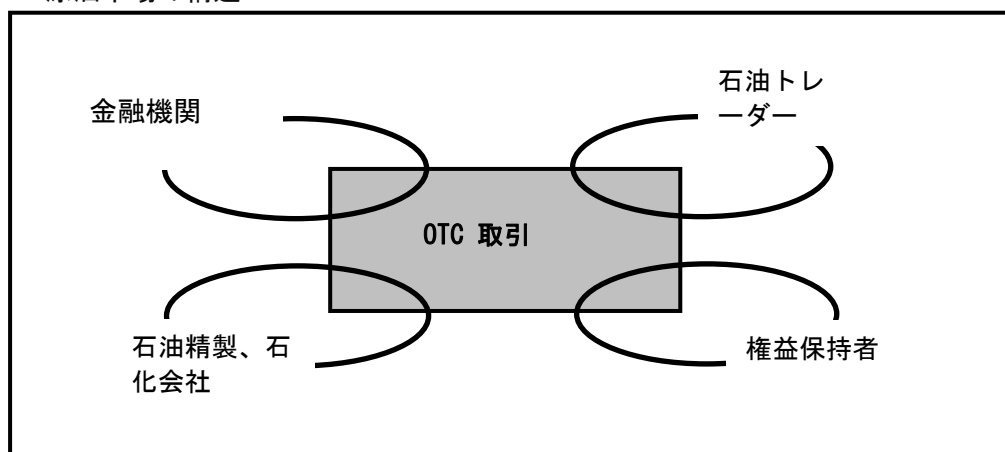 金融機関
石油トレ
ーダー
OTC 取引
石油精製、石
化会社
権益保持者